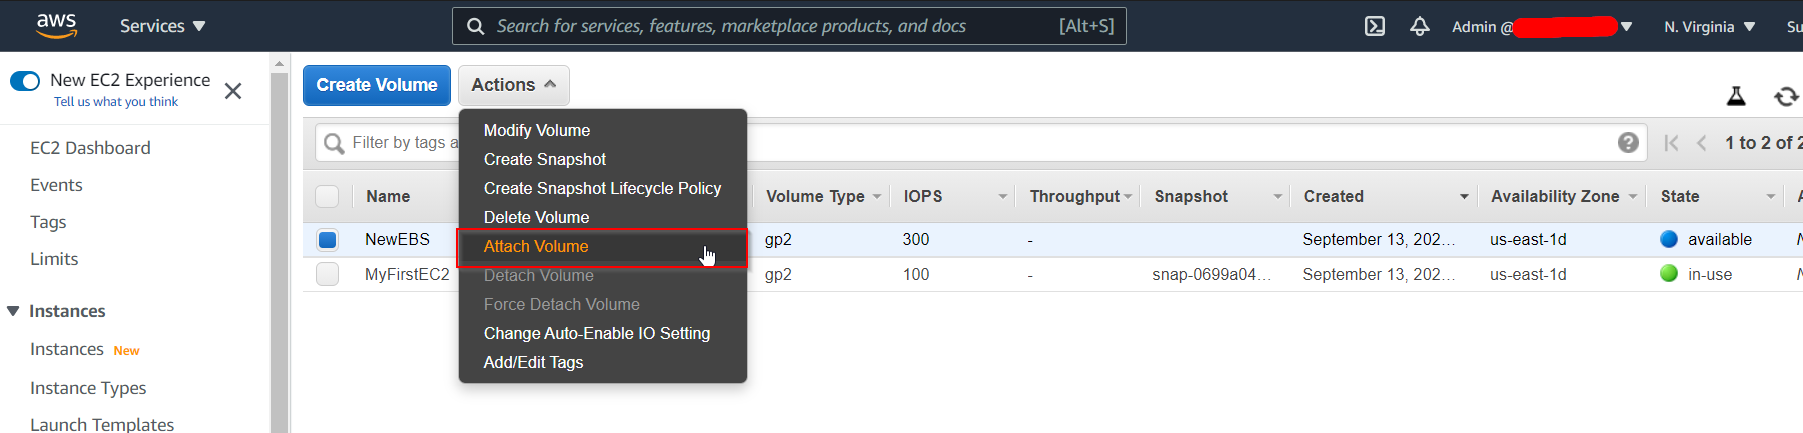 aws Services Search for services, features, marketplace products, and docs [Alt+S] Admin @ N. Virginia Su
New EC2 Experience
Tell us what you think
EC2 Dashboard
Events
Tags
Limits
Instances
Instances New
Instance Types
Launch Templates
Create Volume Actions
Filter by tags a 1 to 2 of 2
Name Volume Type IOPS Throughput Snapshot Created Availability Zone State A
NewEBS gp2 300 - September 13, 202... us-east-1d available
MyFirstEC2 gp2 100 - snap-0699a04... September 13, 202... us-east-1d in-use
Modify Volume
Create Snapshot
Create Snapshot Lifecycle Policy
Delete Volume
Attach Volume
Detach Volume
Force Detach Volume
Change Auto-Enable IO Setting
Add/Edit Tags